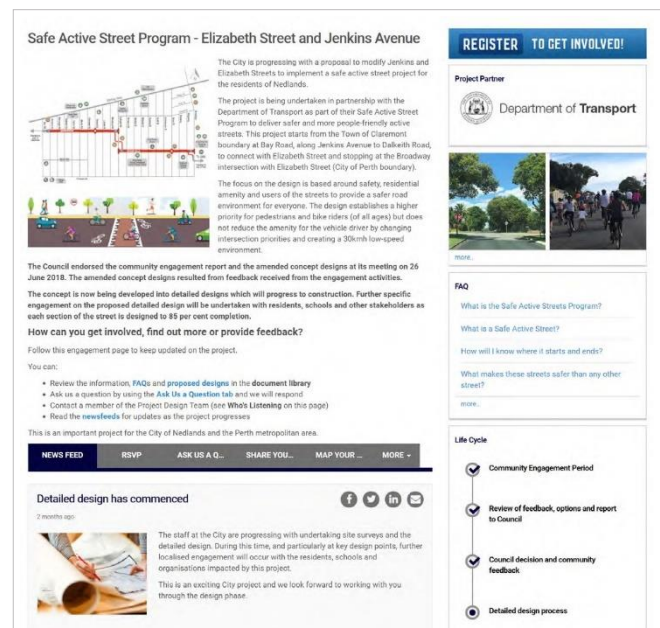 Safe Active Street Program - Elizabeth Street and Jenkins Avenue
The City is progressing with a proposal to modify Jenkins and
Elizabeth Streets to implement a safe active street project for
the residents of Nedlands.
The project is being undertaken in partnership with the
Department of Transport as part of their Safe Active Street
Program to deliver safer and more people-friendly active
streets. This project starts from the Town of Claremont
boundary at Bay Road, along Jenkins Avenue to Dalkeith Road,
to connect with Elizabeth Street and stopping at the Broadway
intersection with Elizabeth Street (City of Perth boundary).
The focus on the design is based around safety, residential
amenity and users of the streets to provide a safer road
environment for everyone. The design establishes a higher
priority for pedestrians and bike riders (of all ages) but does
not reduce the amenity for the vehicle driver by changing
intersection priorities and creating a 30kmh low-speed
environment.
The Council endorsed the community engagement report and the amended concept designs at its meeting on 26
June 2018. The amended concept designs resulted from feedback received from the engagement activities.
The concept is now being developed into detailed designs which will progress to construction. Further specific
engagement on the proposed detailed design will be undertaken with residents, schools and other stakeholders as
each section of the street is designed to 85 per cent completion.
How can you get involved, find out more or provide feedback?
Follow this engagement page to keep updated on the project.
You can:
• Review the information, FAQs and proposed designs in the document library
• Ask us a question by using the Ask Us a Question tab and we will respond
• Contact a member of the Project Design Team (see Who's Listening on this page)
• Read the newsfeeds for updates as the project progresses
This is an important project for the City of Nedlands and the Perth metropolitan area.
NEWS FEED RSVP ASK US A Q... SHARE YOU... MAP YOUR ... MORE
Detailed design has commenced
2 months ago
The staff at the City are progressing with undertaking site surveys and the
detailed design. During this time, and particularly at key design points, further
localised engagement will occur with the residents, schools and
organisations impacted by this project.
This is an exciting City project and we look forward to working with you
through the design phase.
REGISTER TO GET INVOLVED!
Project Partner
Department of Transport
more..
FAQ
What is the Safe Active Streets Program?
What is a Safe Active Street?
How will I know where it starts and ends?
What makes these streets safer than any other
street?
more..
Life Cycle
Community Engagement Period
Review of feedback, options and report
to Council
Council decision and community
feedback
Detailed design process